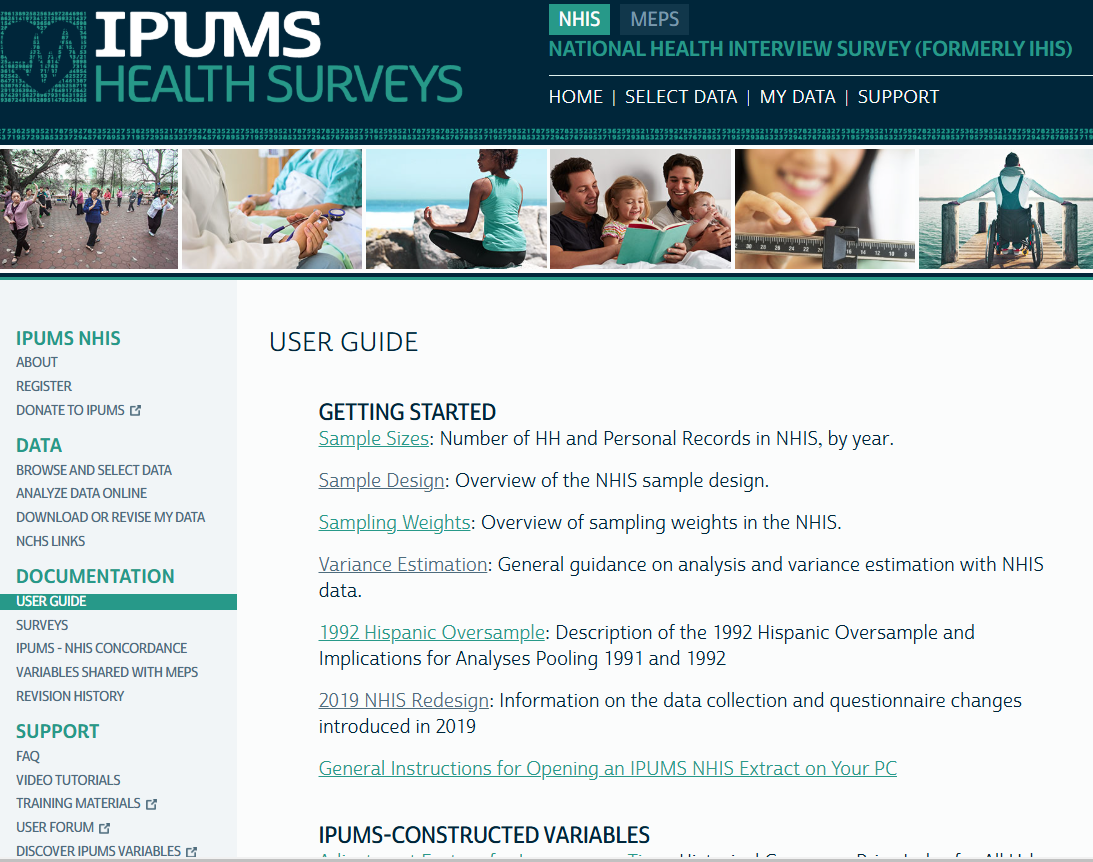 IPUMS
HEALTH SURVEYS
NHIS MEPS
NATIONAL HEALTH INTERVIEW SURVEY (FORMERLY IHIS)
HOME | SELECT DATA | MY DATA | SUPPORT
IPUMS NHIS
ABOUT
REGISTER
DONATE TO IPUMS
DATA
BROWSE AND SELECT DATA
ANALYZE DATA ONLINE
DOWNLOAD OR REVISE MY DATA
NCHS LINKS
DOCUMENTATION
USER GUIDE
SURVEYS
IPUMS - NHIS CONCORDANCE
VARIABLES SHARED WITH MEPS
REVISION HISTORY
SUPPORT
FAQ
VIDEO TUTORIALS
TRAINING MATERIALS
USER FORUM
DISCOVER IPUMS VARIABLES
USER GUIDE
GETTING STARTED
Sample Sizes: Number of HH and Personal Records in NHIS, by year.
Sample Design: Overview of the NHIS sample design.
Sampling Weights: Overview of sampling weights in the NHIS.
Variance Estimation: General guidance on analysis and variance estimation with NHIS
data.
1992 Hispanic Oversample: Description of the 1992 Hispanic Oversample and
Implications for Analyses Pooling 1991 and 1992
2019 NHIS Redesign: Information on the data collection and questionnaire changes
introduced in 2019
General Instructions for Opening an IPUMS NHIS Extract on Your PC
IPUMS-CONSTRUCTED VARIABLES